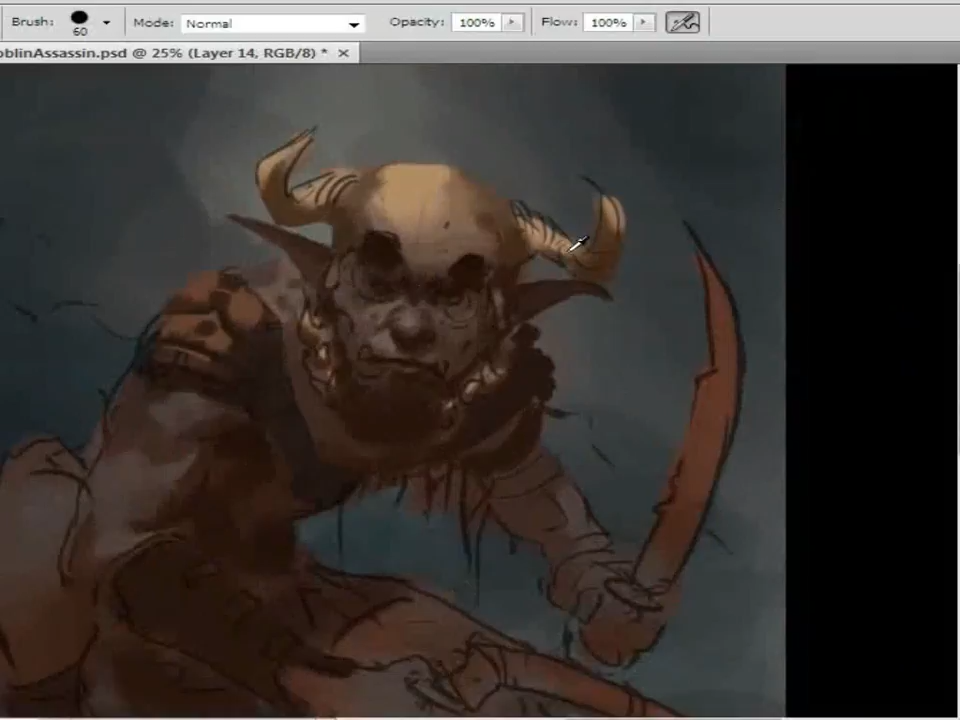 Brush: 60 Mode: Normal Opacity: 100% Flow: 100%
oblinAssassin.psd @ 25% (Layer 14, RGB/8) *